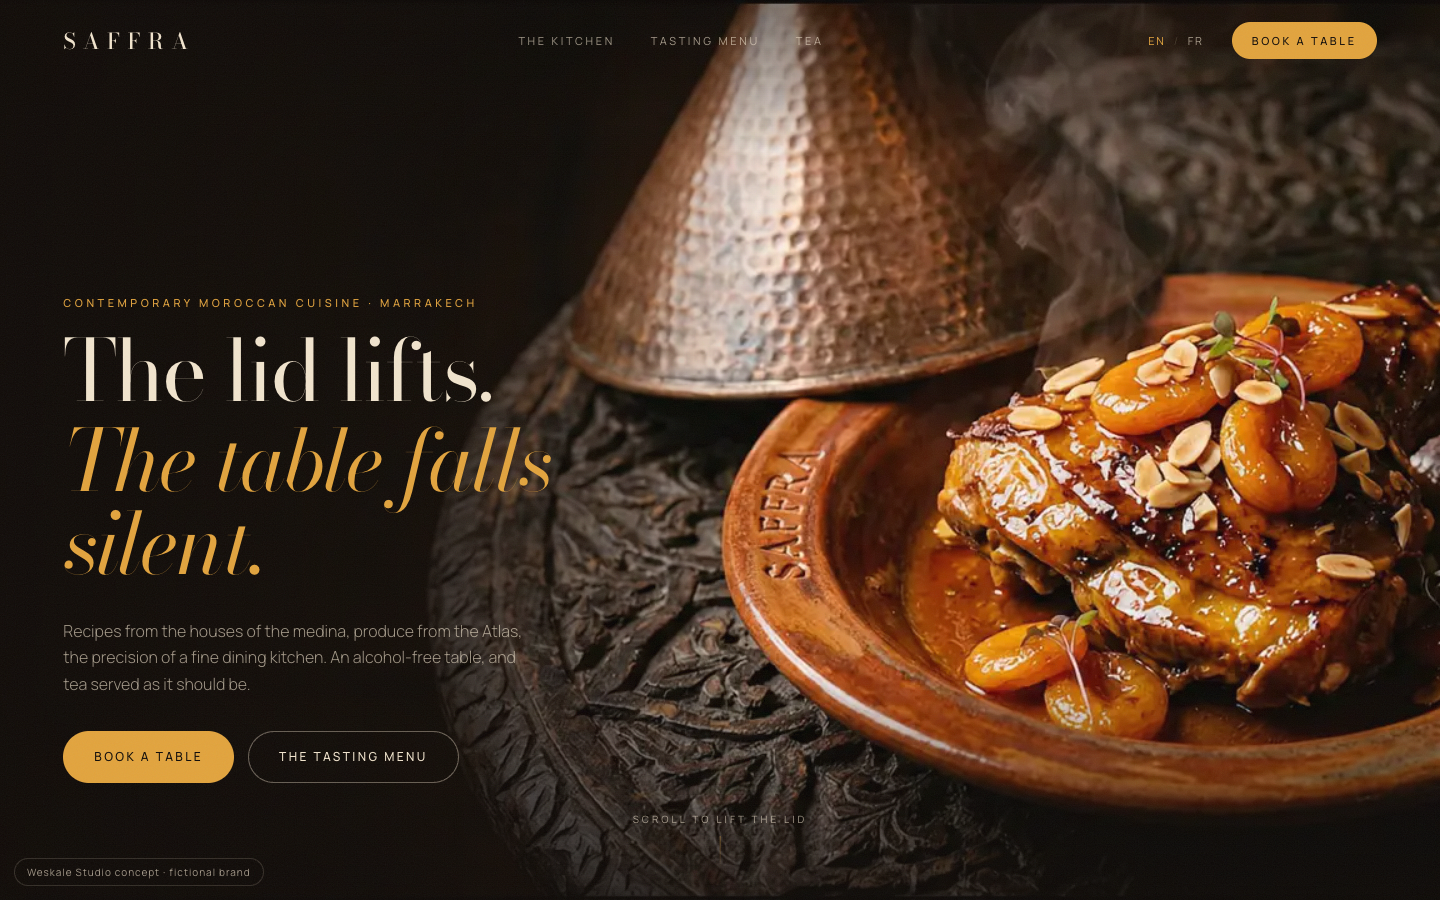 SAFFRA
THE KITCHEN
TASTING MENU
TEA
EN / FR
BOOK A TABLE
CONTEMPORARY MOROCCAN CUISINE · MARRAKECH
The lid lifts.
The table falls
silent.
SAFFRA
Recipes from the houses of the medina, produce from the Atlas,
the precision of a fine dining kitchen. An alcohol-free table, and
tea served as it should be.
BOOK A TABLE
THE TASTING MENU
SCROLL TO LIFT THE LID
Weskale Studio concept · fictional brand